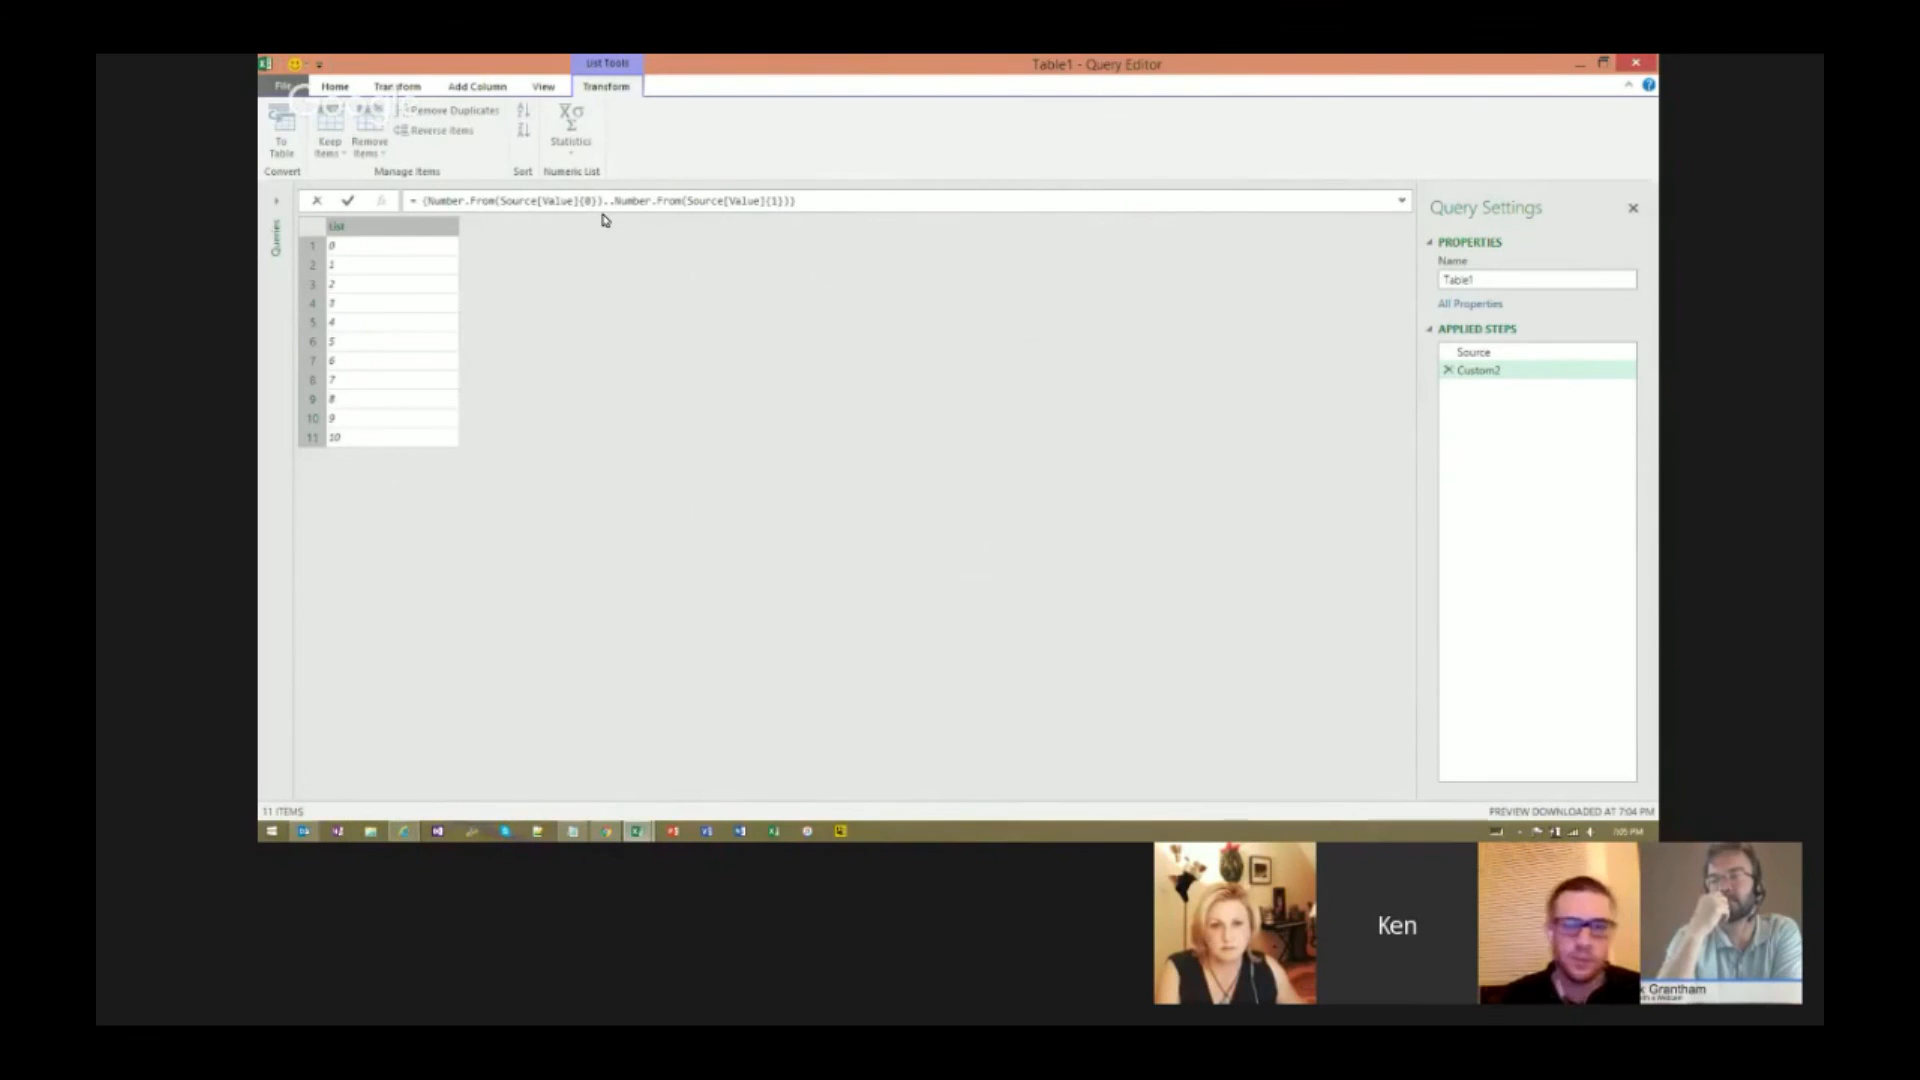 List Tools
Table1 - Query Editor
File
Home
Transform
Add Column
View
Transform
Google
To Table
Keep Items
Remove Items
Remove Duplicates
Reverse Items
Statistics
Convert
Manage Items
Sort
Numeric List
= {Number.From(Source[Value]{0})..Number.From(Source[Value]{1})}
Queries
List
1 0
2 1
3 2
4 3
5 4
6 5
7 6
8 7
9 8
10 9
11 10
Query Settings
PROPERTIES
Name
Table1
All Properties
APPLIED STEPS
Source
Custom2
11 ITEMS
PREVIEW DOWNLOADED AT 7:04 PM
7:05 PM
Ken
Grantham